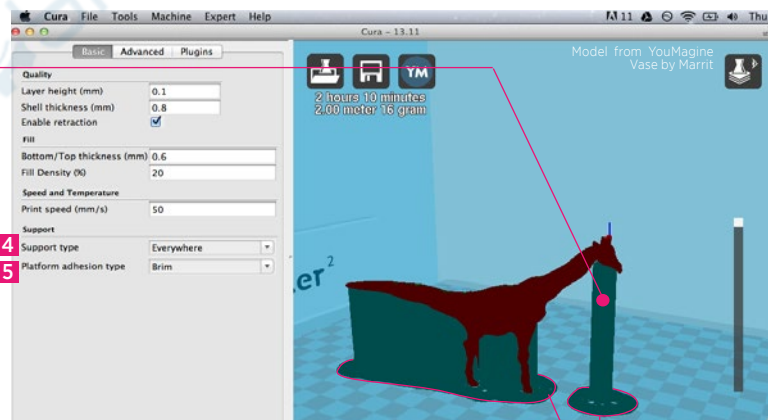 Cura File Tools Machine Expert Help 11 Thu
Cura – 13.11
Basic Advanced Plugins
Quality
Layer height (mm) 0.1
Shell thickness (mm) 0.8
Enable retraction
Fill
Bottom/Top thickness (mm) 0.6
Fill Density (%) 20
Speed and Temperature
Print speed (mm/s) 50
Support
4 Support type Everywhere
5 Platform adhesion type Brim
YM
2 hours 10 minutes
2.00 meter 16 gram
Model from YouMagine
Vase by Marrit
er²